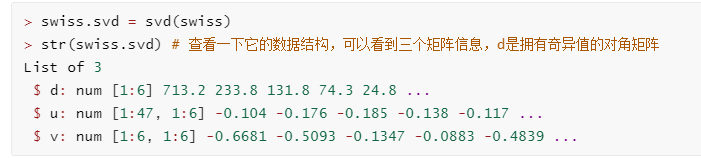 > swiss.svd = svd(swiss)
> str(swiss.svd) # 查看一下它的数据结构，可以看到三个矩阵信息，d是拥有奇异值的对角矩阵
List of 3
 $ d: num [1:6] 713.2 233.8 131.8 74.3 24.8 ...
 $ u: num [1:47, 1:6] -0.104 -0.176 -0.185 -0.138 -0.117 ...
 $ v: num [1:6, 1:6] -0.6681 -0.5093 -0.1347 -0.0883 -0.4839 ...